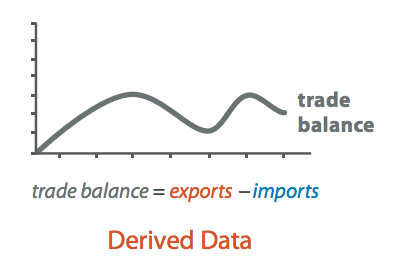 trade
balance
trade balance = exports – imports
Derived Data